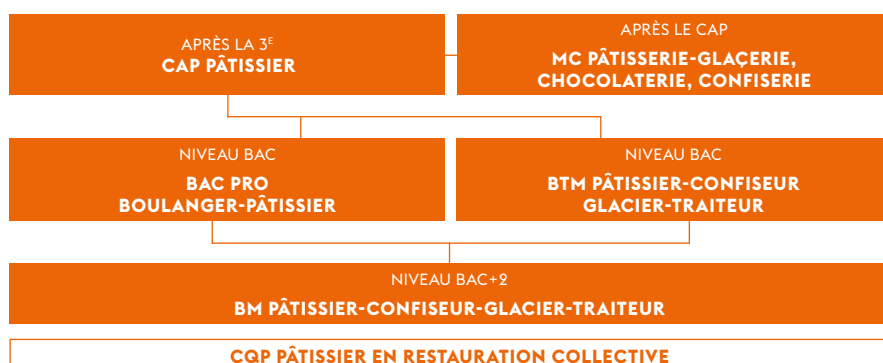 APRÈS LA 3E
CAP PÂTISSIER
APRÈS LE CAP
MC PÂTISSERIE-GLAÇERIE,
CHOCOLATERIE, CONFISERIE
NIVEAU BAC
BAC PRO
BOULANGER-PÂTISSIER
NIVEAU BAC
BTM PÂTISSIER-CONFISEUR
GLACIER-TRAITEUR
NIVEAU BAC+2
BM PÂTISSIER-CONFISEUR-GLACIER-TRAITEUR
CQP PÂTISSIER EN RESTAURATION COLLECTIVE